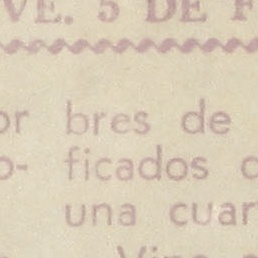 VE. 5 DE F
or bres de
o- ficados
una cuar